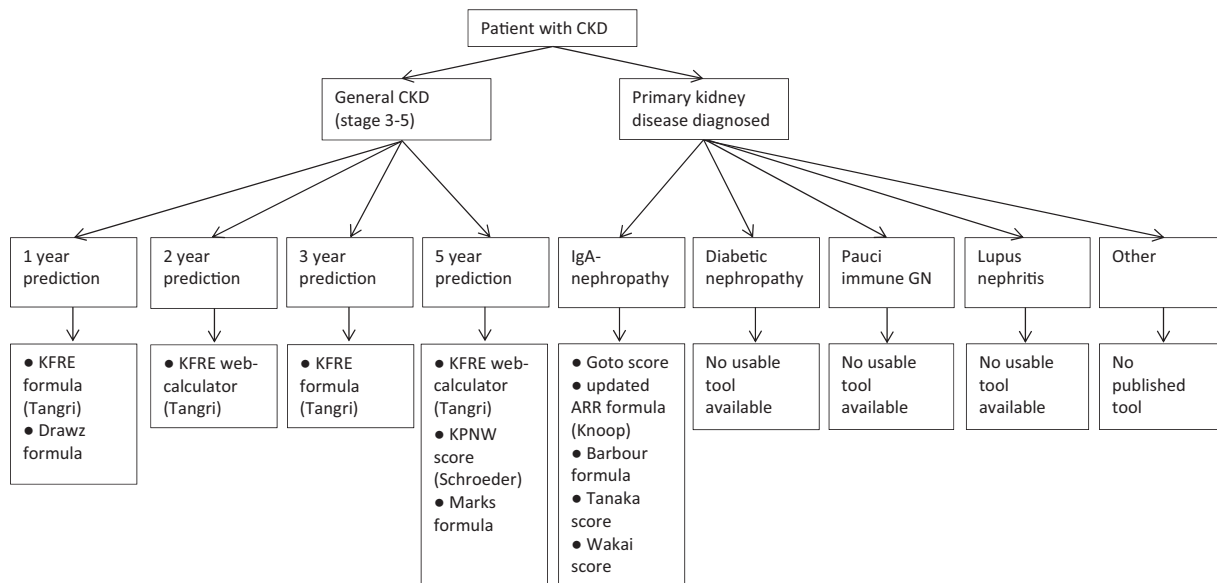 Patient with CKD
General CKD
(stage 3-5)
Primary kidney
disease diagnosed
1 year
prediction
2 year
prediction
3 year
prediction
5 year
prediction
IgA-
nephropathy
Diabetic
nephropathy
Pauci
immune GN
Lupus
nephritis
Other
● KFRE
formula
(Tangri)
● Drawz
formula
● KFRE web-
calculator
(Tangri)
● KFRE
formula
(Tangri)
● KFRE web-
calculator
(Tangri)
● KPNW
score
(Schroeder)
● Marks
formula
● Goto score
● updated
ARR formula
(Knoop)
● Barbour
formula
● Tanaka
score
● Wakai
score
No usable
tool
available
No usable
tool
available
No usable
tool
available
No
published
tool